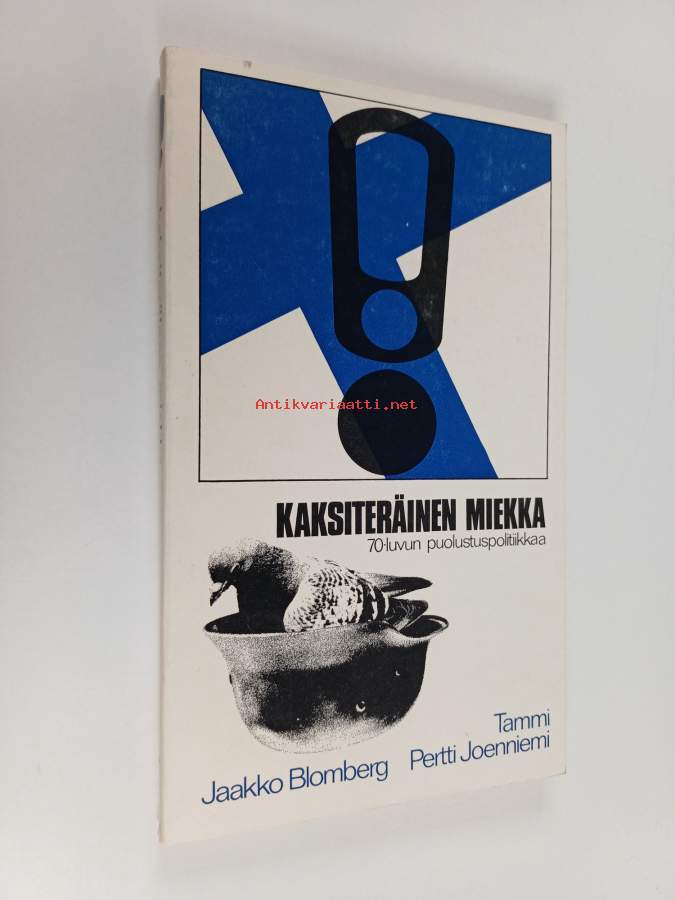 Antikvariaatti.net
KAKSITERÄINEN MIEKKA
70-luvun puolustuspolitiikkaa
Tammi
Jaakko Blomberg Pertti Joenniemi